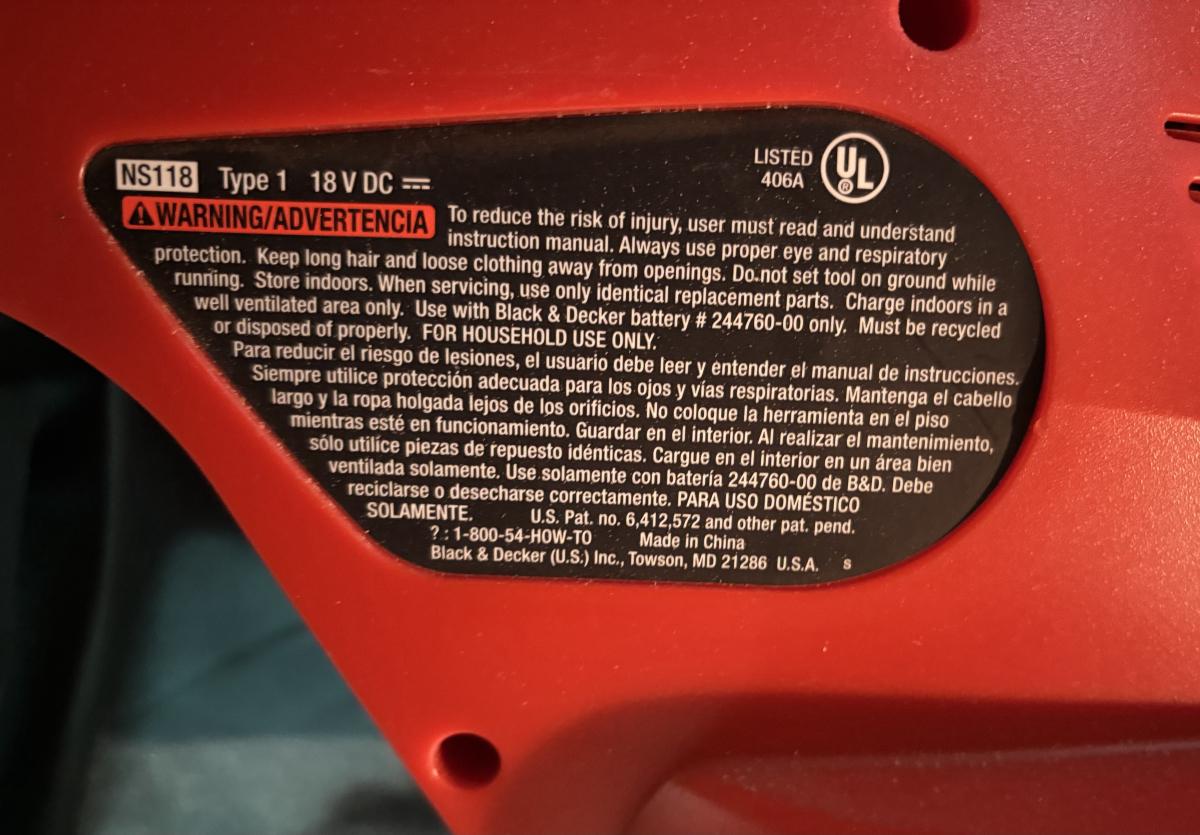 NS118 Type 1 18 V DC
LISTED
406A
UL
®
WARNING/ADVERTENCIA To reduce the risk of injury, user must read and understand
instruction manual. Always use proper eye and respiratory
protection. Keep long hair and loose clothing away from openings. Do not set tool on ground while
running. Store indoors. When servicing, use only identical replacement parts. Charge indoors in a
well ventilated area only. Use with Black & Decker battery # 244760-00 only. Must be recycled
or disposed of properly. FOR HOUSEHOLD USE ONLY.
Para reducir el riesgo de lesiones, el usuario debe leer y entender el manual de instrucciones.
Siempre utilice protección adecuada para los ojos y vías respiratorias. Mantenga el cabello
largo y la ropa holgada lejos de los orificios. No coloque la herramienta en el piso
mientras esté en funcionamiento. Guardar en el interior. Al realizar el mantenimiento,
sólo utilice piezas de repuesto idénticas. Cargue en el interior en un área bien
ventilada solamente. Use solamente con batería 244760-00 de B&D. Debe
reciclarse o desecharse correctamente. PARA USO DOMÉSTICO
SOLAMENTE. U.S. Pat. no. 6,412,572 and other pat. pend.
? : 1-800-54-HOW-TO Made in China
Black & Decker (U.S.) Inc., Towson, MD 21286 U.S.A. s